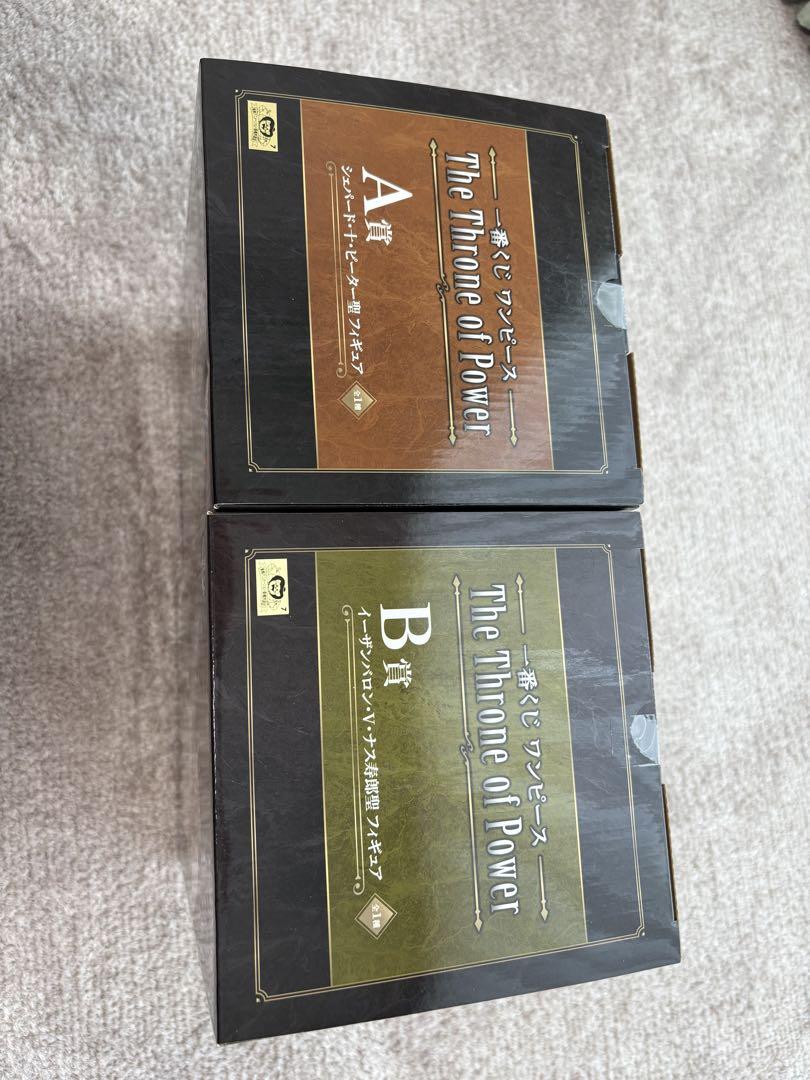 一番くじ ワンピース
The Throne of Power
A賞
シェパード・十・ピーター聖 フィギュア
全1種
7
一番くじ ワンピース
The Throne of Power
B賞
イーザンバロン・V・ナス寿郎聖 フィギュア
全1種
7